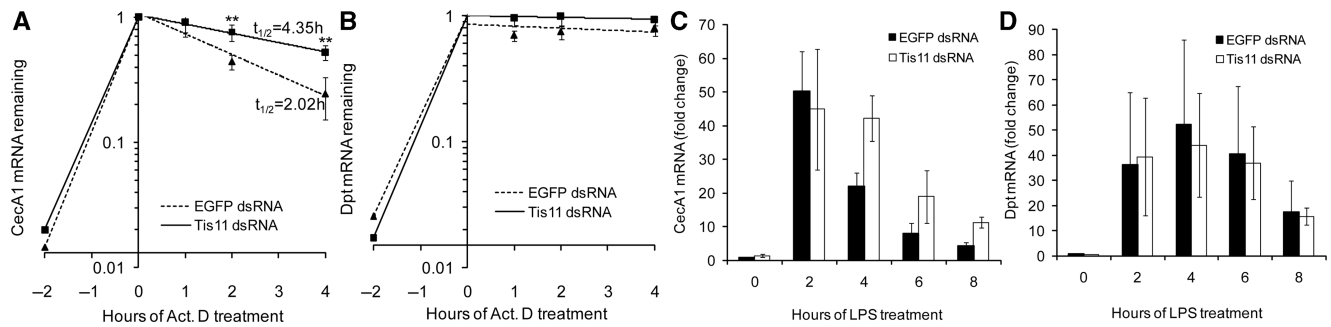 A
CecA1 mRNA remaining
1
0.1
0.01
**
**
t1/2=4.35h
t1/2=2.02h
EGFP dsRNA
Tis11 dsRNA
–2 –1 0 1 2 3 4
Hours of Act. D treatment
B
Dpt mRNA remaining
1
0.1
0.01
EGFP dsRNA
Tis11 dsRNA
–2 –1 0 1 2 3 4
Hours of Act. D treatment
C
CecA1 mRNA (fold change)
70
60
50
40
30
20
10
0
EGFP dsRNA
Tis11 dsRNA
0 2 4 6 8
Hours of LPS treatment
D
Dpt mRNA (fold change)
90
80
70
60
50
40
30
20
10
0
EGFP dsRNA
Tis11 dsRNA
0 2 4 6 8
Hours of LPS treatment